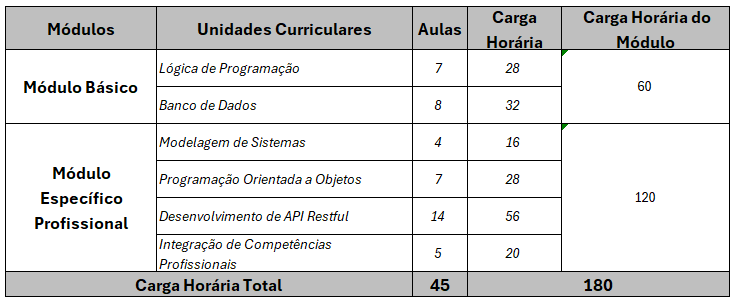 Módulos Unidades Curriculares Aulas Carga Horária Carga Horária do Módulo
Módulo Básico
Lógica de Programação 7 28
60
Banco de Dados 8 32
Módulo Específico Profissional
Modelagem de Sistemas 4 16
Programação Orientada a Objetos 7 28
120
Desenvolvimento de API Restful 14 56
Integração de Competências Profissionais 5 20
Carga Horária Total 45 180